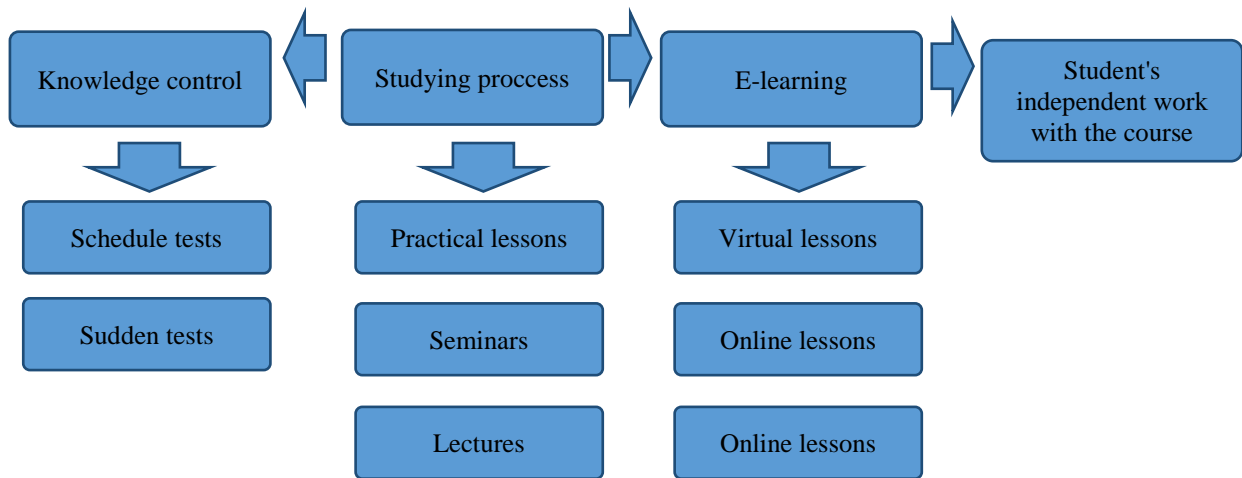 Knowledge control
Studying proccess
E-learning
Student's
independent work
with the course
Schedule tests
Practical lessons
Virtual lessons
Sudden tests
Seminars
Online lessons
Lectures
Online lessons